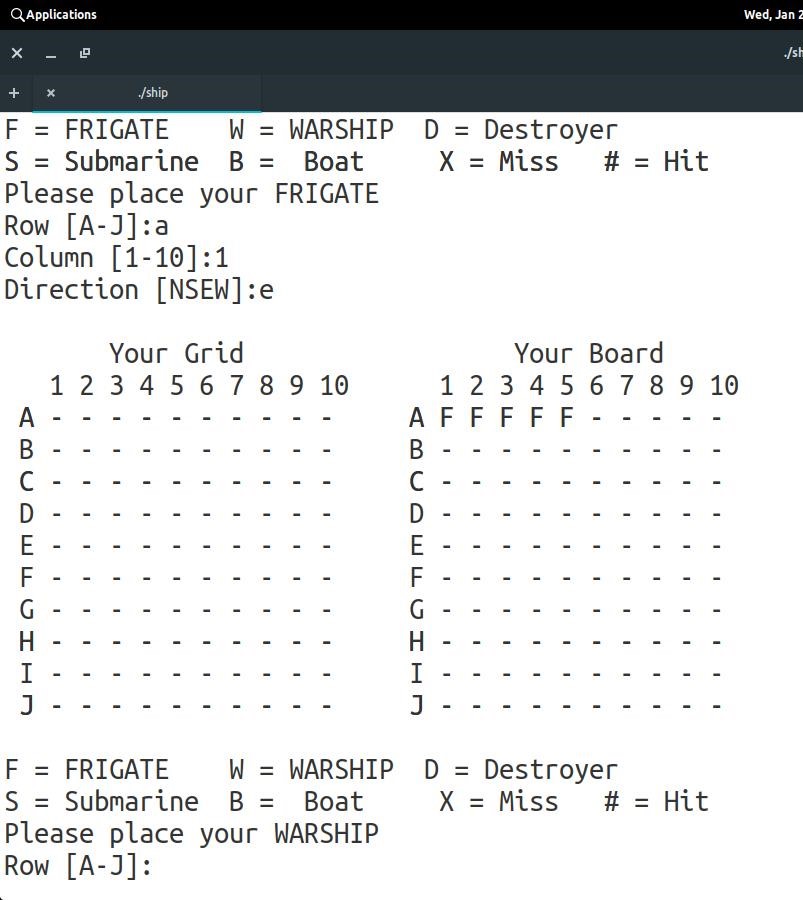 Applications
Wed, Jan 2
./sh
./ship
F = FRIGATE    W = WARSHIP  D = Destroyer
S = Submarine  B =  Boat     X = Miss   # = Hit
Please place your FRIGATE
Row [A-J]:a
Column [1-10]:1
Direction [NSEW]:e
Your Grid                  Your Board
1 2 3 4 5 6 7 8 9 10      1 2 3 4 5 6 7 8 9 10
A - - - - - - - - - -     A F F F F F - - - - -
B - - - - - - - - - -     B - - - - - - - - - -
C - - - - - - - - - -     C - - - - - - - - - -
D - - - - - - - - - -     D - - - - - - - - - -
E - - - - - - - - - -     E - - - - - - - - - -
F - - - - - - - - - -     F - - - - - - - - - -
G - - - - - - - - - -     G - - - - - - - - - -
H - - - - - - - - - -     H - - - - - - - - - -
I - - - - - - - - - -     I - - - - - - - - - -
J - - - - - - - - - -     J - - - - - - - - - -
F = FRIGATE    W = WARSHIP  D = Destroyer
S = Submarine  B =  Boat     X = Miss   # = Hit
Please place your WARSHIP
Row [A-J]: